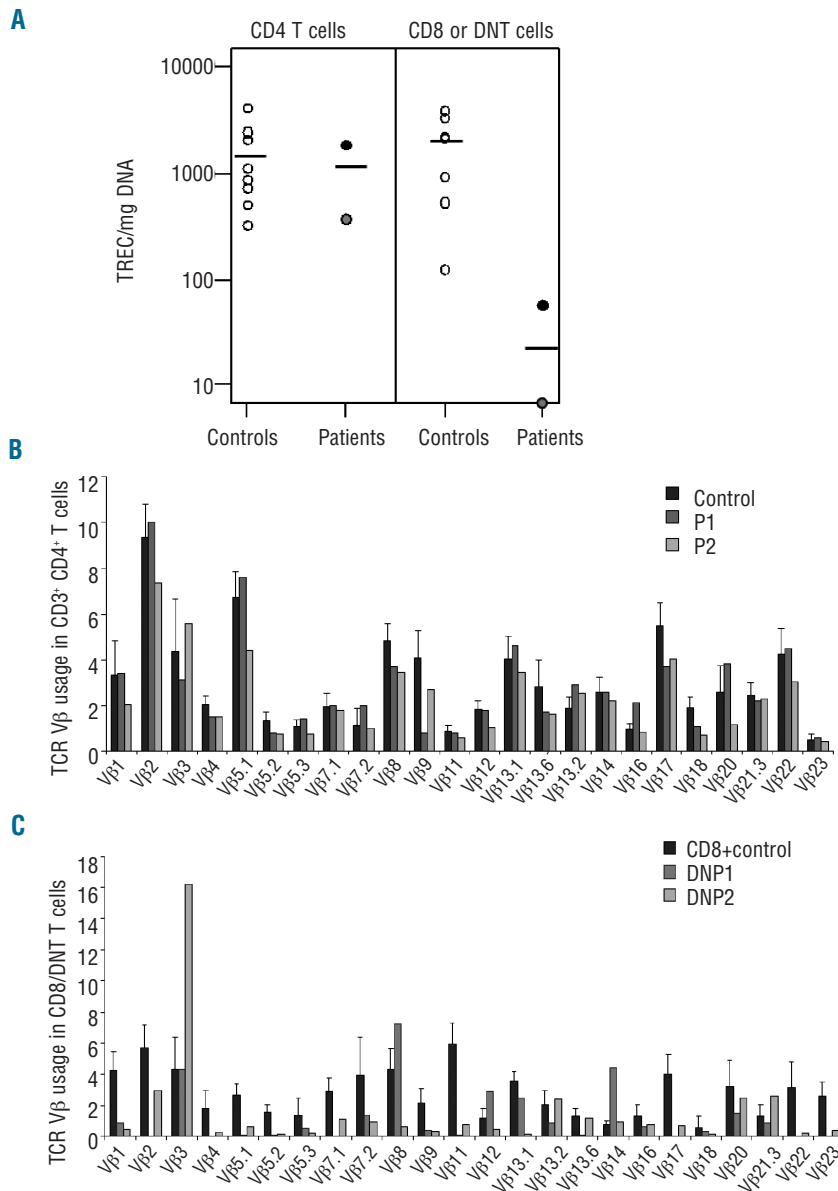 A
CD4 T cells
CD8 or DNT cells
TREC/mg DNA
10000
1000
100
10
Controls
Patients
Controls
Patients
B
TCR Vβ usage in CD3+ CD4+ T cells
12
10
8
6
4
2
0
Control
P1
P2
Vβ1
Vβ2
Vβ3
Vβ4
Vβ5.1
Vβ5.2
Vβ5.3
Vβ7.1
Vβ7.2
Vβ8
Vβ9
Vβ11
Vβ12
Vβ13.1
Vβ13.6
Vβ13.2
Vβ14
Vβ16
Vβ17
Vβ18
Vβ20
Vβ21.3
Vβ22
Vβ23
C
TCR Vβ usage in CD8/DNT T cells
18
16
14
12
10
8
6
4
2
0
CD8+control
DNP1
DNP2
Vβ1
Vβ2
Vβ3
Vβ4
Vβ5.1
Vβ5.2
Vβ5.3
Vβ7.1
Vβ7.2
Vβ8
Vβ9
Vβ11
Vβ12
Vβ13.1
Vβ13.2
Vβ13.6
Vβ14
Vβ16
Vβ17
Vβ18
Vβ20
Vβ21.3
Vβ22
Vβ23